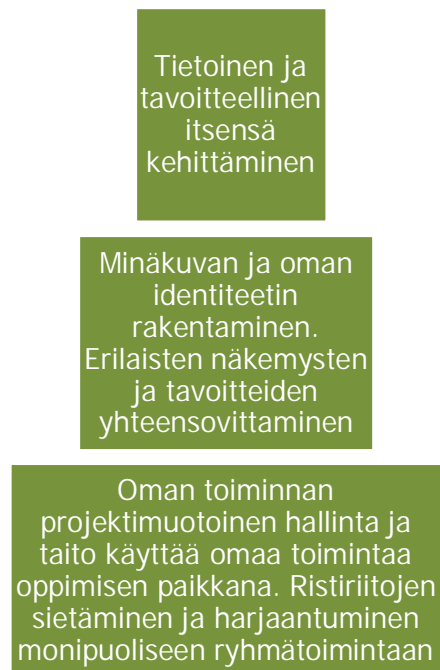 Tietoinen ja
tavoitteellinen
itsensä
kehittäminen
Minäkuvan ja oman
identiteetin
rakentaminen.
Erilaisten näkemysten
ja tavoitteiden
yhteensovittaminen
Oman toiminnan
projektimuotoinen hallinta ja
taito käyttää omaa toimintaa
oppimisen paikkana. Ristiriitojen
sietäminen ja harjaantuminen
monipuoliseen ryhmätoimintaan